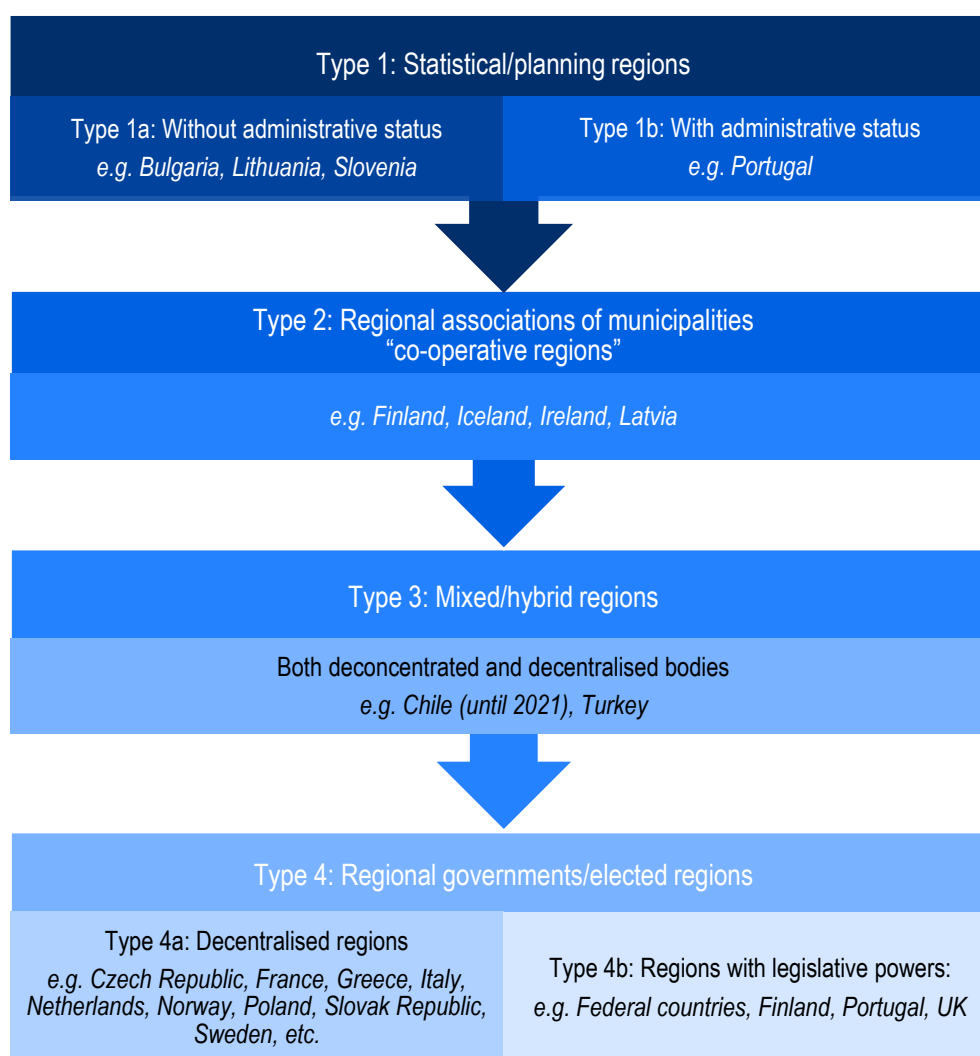 Type 1: Statistical/planning regions
Type 1a: Without administrative status
e.g. Bulgaria, Lithuania, Slovenia
Type 1b: With administrative status
e.g. Portugal
Type 2: Regional associations of municipalities
“co-operative regions”
e.g. Finland, Iceland, Ireland, Latvia
Type 3: Mixed/hybrid regions
Both deconcentrated and decentralised bodies
e.g. Chile (until 2021), Turkey
Type 4: Regional governments/elected regions
Type 4a: Decentralised regions
e.g. Czech Republic, France, Greece, Italy,
Netherlands, Norway, Poland, Slovak Republic,
Sweden, etc.
Type 4b: Regions with legislative powers:
e.g. Federal countries, Finland, Portugal, UK